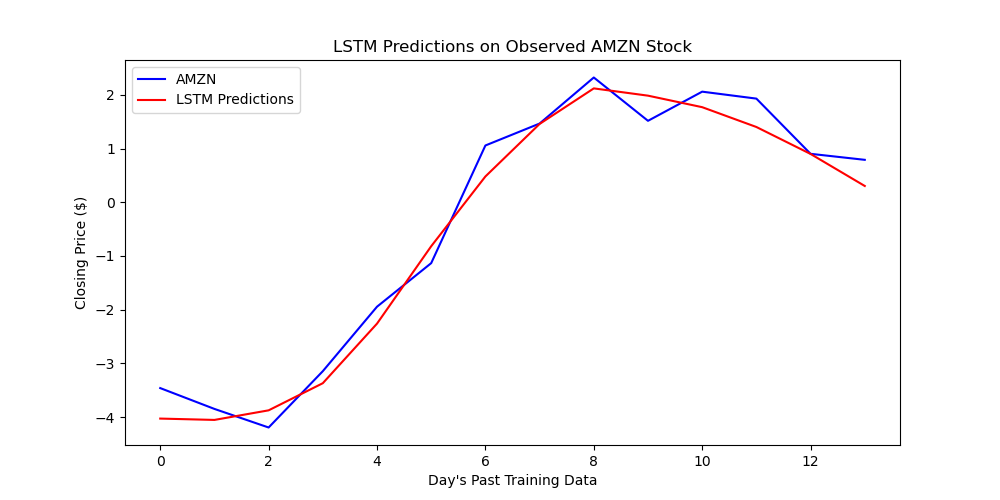 LSTM Predictions on Observed AMZN Stock
AMZN
LSTM Predictions
Closing Price ($)
2
1
0
−1
−2
−3
−4
0 2 4 6 8 10 12
Day's Past Training Data